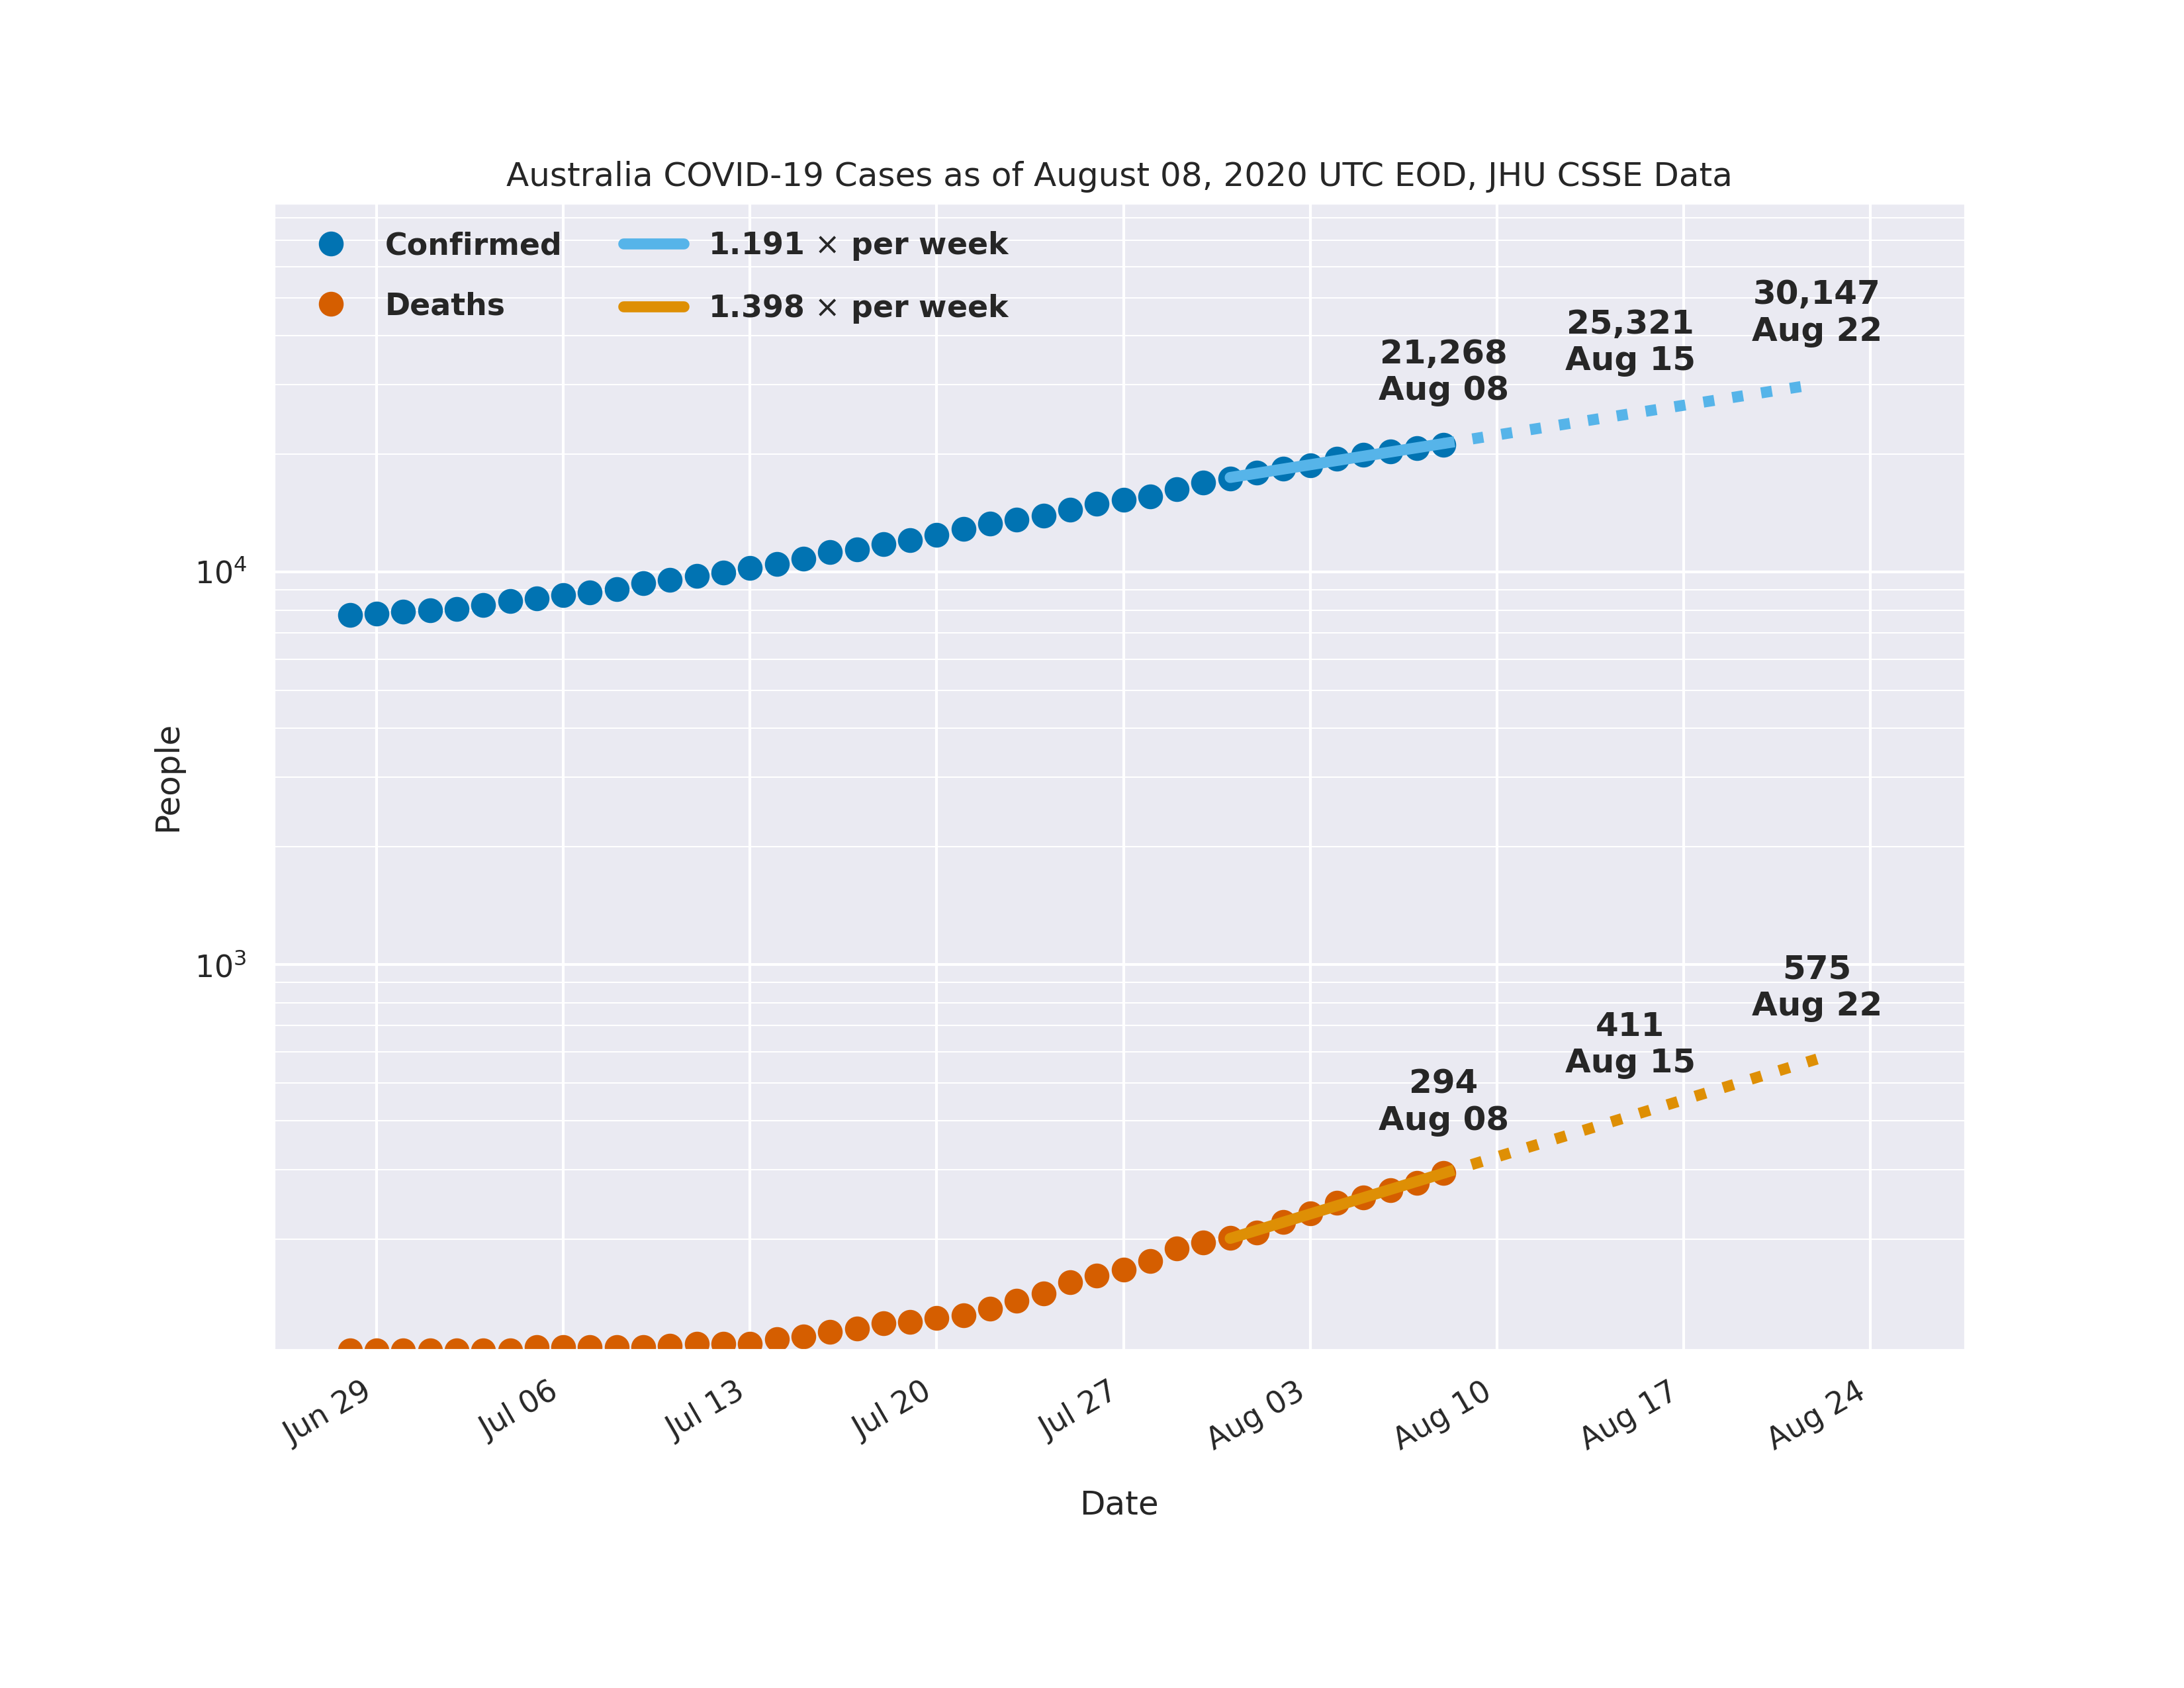 Australia COVID-19 Cases as of August 08, 2020 UTC EOD, JHU CSSE Data
Confirmed
Deaths
1.191 × per week
1.398 × per week
30,147
Aug 22
25,321
Aug 15
21,268
Aug 08
10⁴
People
10³
575
Aug 22
411
Aug 15
294
Aug 08
Jun 29
Jul 06
Jul 13
Jul 20
Jul 27
Aug 03
Aug 10
Aug 17
Aug 24
Date